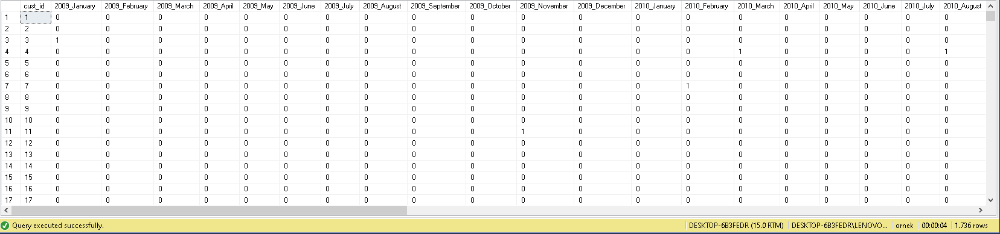 cust_id 2009_January 2009_February 2009_March 2009_April 2009_May 2009_June 2009_July 2009_August 2009_September 2009_October 2009_November 2009_December 2010_January 2010_February 2010_March 2010_April 2010_May 2010_June 2010_July 2010_August
1 1 0 0 0 0 0 0 0 0 0 0 0 0 0 0 0 0 0 0 0 0
2 2 0 0 0 0 0 0 0 0 0 0 0 0 0 0 0 0 0 0 0 0
3 3 1 0 0 0 0 0 0 0 0 0 0 0 0 0 0 0 0 0 0 0
4 4 0 0 0 0 0 0 0 0 0 0 0 0 0 0 1 0 0 0 0 1
5 5 0 0 0 0 0 0 0 0 0 0 0 0 0 0 0 0 0 0 0 0
6 6 0 0 0 0 0 0 0 0 0 0 0 0 0 0 0 0 0 0 0 0
7 7 0 0 0 0 0 0 0 0 0 0 0 0 0 1 0 0 0 0 0 0
8 8 0 0 0 0 0 0 0 0 0 0 0 0 0 0 0 0 0 0 0 0
9 9 0 0 0 0 0 0 0 0 0 0 0 0 0 0 0 0 0 0 0 0
10 10 0 0 0 0 0 0 0 0 0 0 0 0 0 0 0 0 0 0 0 0
11 11 0 0 0 0 0 0 0 0 0 0 1 0 0 0 0 0 0 0 0 0
12 12 0 0 0 0 0 0 0 0 0 0 0 0 0 0 0 0 0 0 0 0
13 13 0 0 0 0 0 0 0 0 0 0 0 0 0 0 0 0 0 0 0 0
14 14 0 0 0 0 0 0 0 0 0 0 0 0 0 0 0 0 0 0 0 0
15 15 0 0 0 0 0 0 0 0 0 0 0 0 0 0 0 0 0 0 0 0
16 16 0 0 0 0 0 0 0 0 0 0 0 0 0 0 0 0 0 0 0 0
17 17 0 0 0 0 0 0 0 0 0 0 0 0 0 0 0 0 0 0 0 0
Query executed successfully. DESKTOP-6B3FEDR (15.0 RTM) DESKTOP-6B3FEDR\LENOVO... ornek 00:00:04 1.736 rows